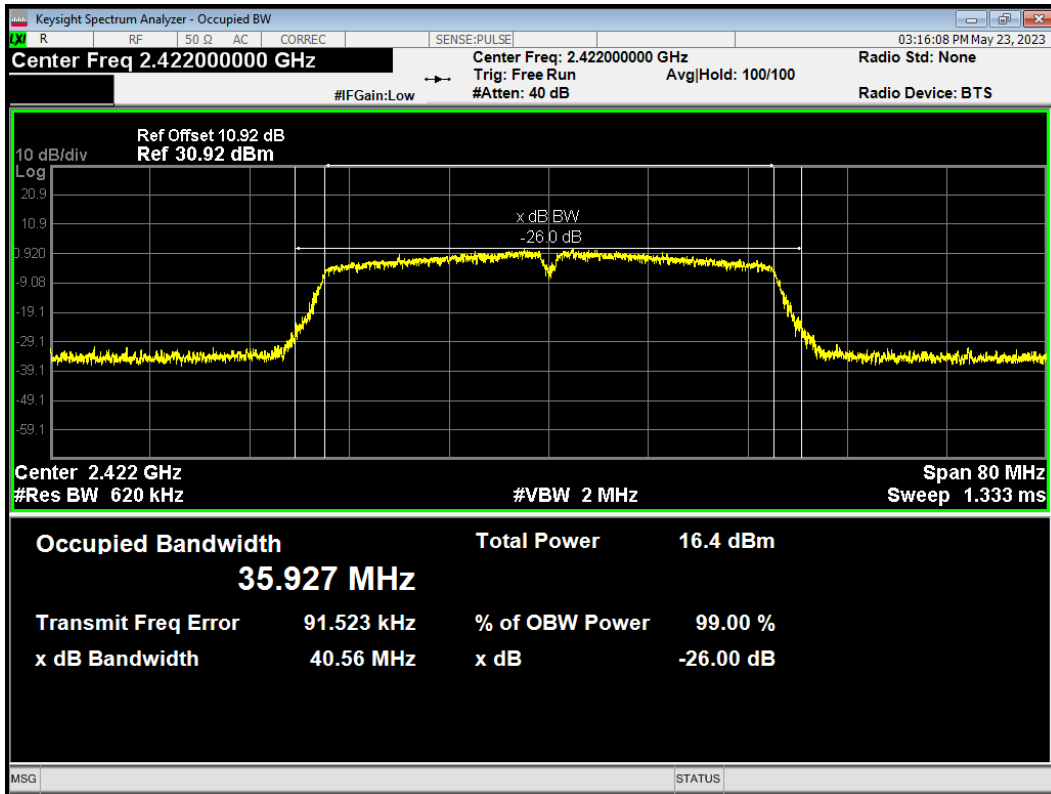 Keysight Spectrum Analyzer - Occupied BW
LXI R RF 50 Ω AC CORREC SENSE:PULSE 03:16:08 PM May 23, 2023
Center Freq 2.422000000 GHz
Center Freq: 2.422000000 GHz
Radio Std: None
Trig: Free Run Avg|Hold: 100/100
#IFGain:Low
#Atten: 40 dB
Radio Device: BTS
Ref Offset 10.92 dB
10 dB/div Ref 30.92 dBm
Log
20.9
10.9
0.920
-9.08
-19.1
-29.1
-39.1
-49.1
-59.1
x dB BW
-26.0 dB
Center 2.422 GHz
Span 80 MHz
#Res BW 620 kHz
#VBW 2 MHz
Sweep 1.333 ms
Occupied Bandwidth
Total Power 16.4 dBm
35.927 MHz
Transmit Freq Error 91.523 kHz
% of OBW Power 99.00 %
x dB Bandwidth 40.56 MHz
x dB -26.00 dB
MSG
STATUS